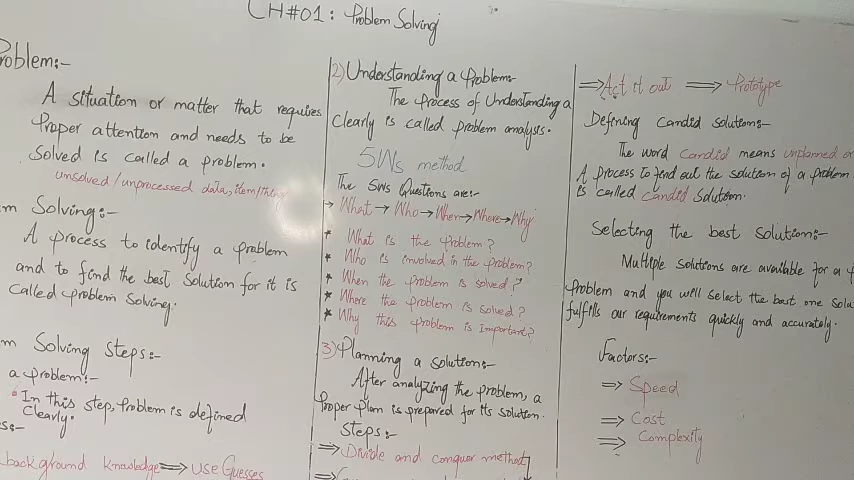 CH#01: Problem Solving
Problem:-
A situation or matter that requires
Proper attention and needs to be
Solved is called a problem.
unsolved/unprocessed data, item/thing
m Solving:-
A process to identify a problem
and to find the best solution for it is
called problem solving.
m Solving Steps:-
a problem:-
In this step, Problem is defined
Clearly.
background knowledge ⇒ use Guesses
2) Understanding a Problem:-
The process of Understanding a
Clearly is called problem analysis.
5Ws method
The 5Ws Questions are:-
→ What → Who → When → Where → Why
* What is the problem?
* Who is involved in the problem?
* When the problem is solved?
* Where the problem is solved?
* Why this problem is Important?
3) Planning a solution:-
After analyzing the problem, a
Proper plan is prepared for its solution.
Steps:-
⇒ Divide and conquer method
⇒ Act it out ⇒ Prototype
Defining Candid Solutions:-
The word Candid means unplanned or
A process to find out the solution of a problem
is called Candid Solution.
Selecting the best Solution:-
Multiple Solutions are available for a
Problem and you will select the best one Solu
fulfills our requirements quickly and accurately.
Factors:-
⇒ Speed
⇒ Cost
⇒ Complexity